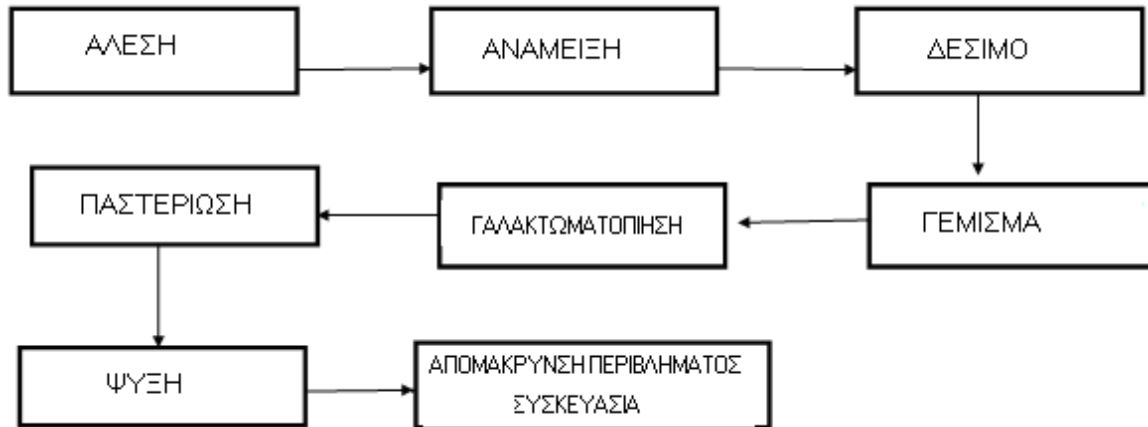 ΑΛΕΣΗ
ΑΝΑΜΕΙΞΗ
ΔΕΣΙΜΟ
ΓΕΜΙΣΜΑ
ΓΑΛΑΚΤΩΜΑΤΟΠΙΗΣΗ
ΠΑΣΤΕΡΙΩΣΗ
ΨΥΞΗ
ΑΠΟΜΑΚΡΥΝΣΗ ΠΕΡΙΒΛΗΜΑΤΟΣ
ΣΥΣΚΕΥΑΣΙΑ